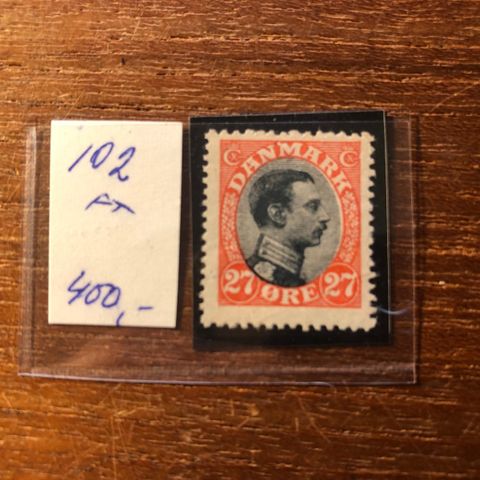 102
400,-
C X C X
DANMARK
27 ØRE 27